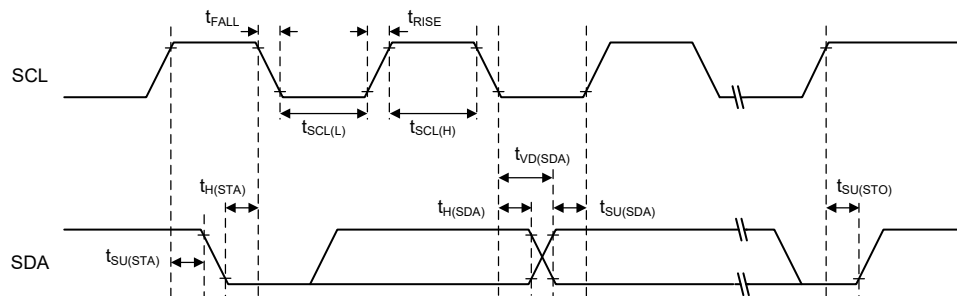 tFALL
tRISE
SCL
tSCL(L)
tSCL(H)
tVD(SDA)
tH(STA)
tH(SDA)
tSU(SDA)
tSU(STO)
SDA
tSU(STA)